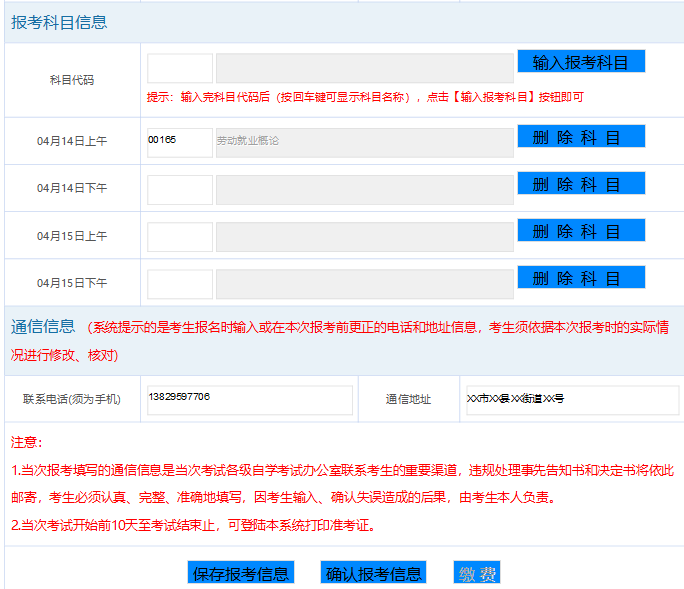 报考科目信息
科目代码
输入报考科目
提示：输入完科目代码后（按回车键可显示科目名称），点击【输入报考科目】按钮即可
04月14日上午 00165 劳动就业概论 删 除 科 目
04月14日下午 删 除 科 目
04月15日上午 删 除 科 目
04月15日下午 删 除 科 目
通信信息 （系统提示的是考生报名时输入或在本次报考前更正的电话和地址信息，考生须依据本次报考时的实际情
况进行修改、核对)
联系电话(须为手机) 13829597706 通信地址 XX市XX县XX街道XX号
注意：
1.当次报考填写的通信信息是当次考试各级自学考试办公室联系考生的重要渠道，违规处理事先告知书和决定书将依此
邮寄，考生必须认真、完整、准确地填写，因考生输入、确认失误造成的后果，由考生本人负责。
2.当次考试开始前10天至考试结束止，可登陆本系统打印准考证。
保存报考信息 确认报考信息 缴 费